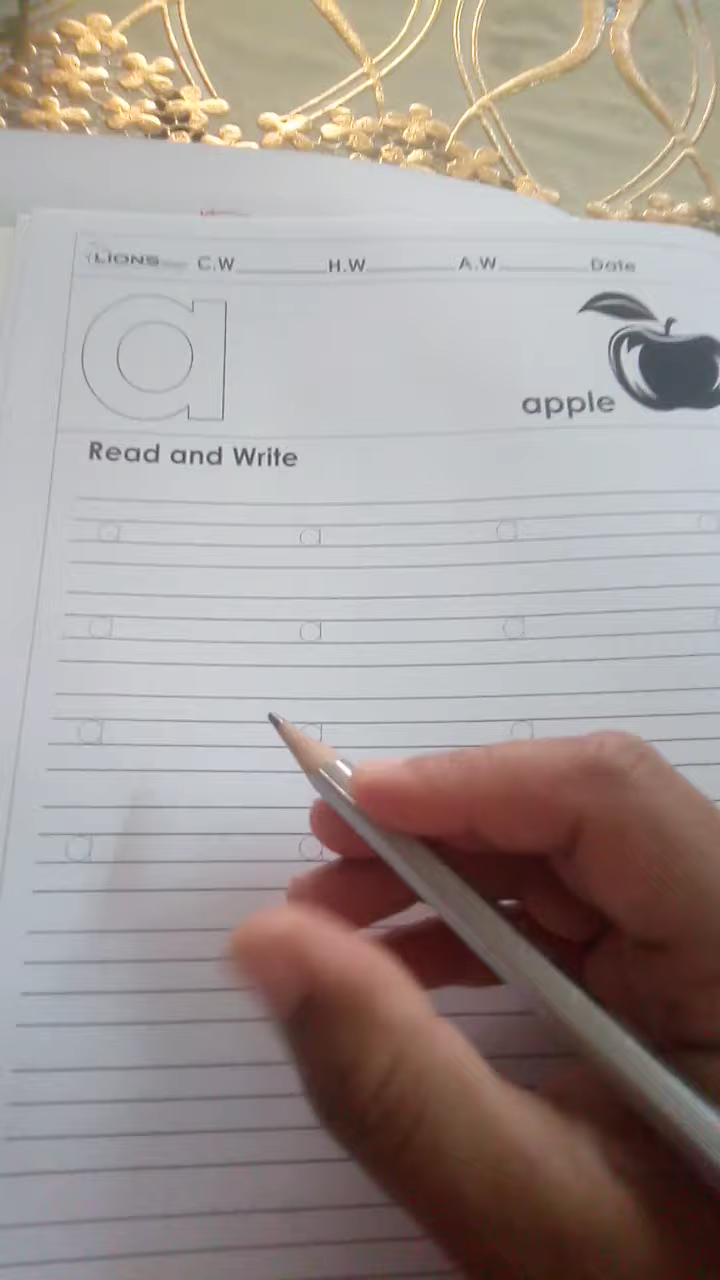 LIONS C.W H.W A.W Date
a
apple
Read and Write
a a a a
a a a
a a a
a a